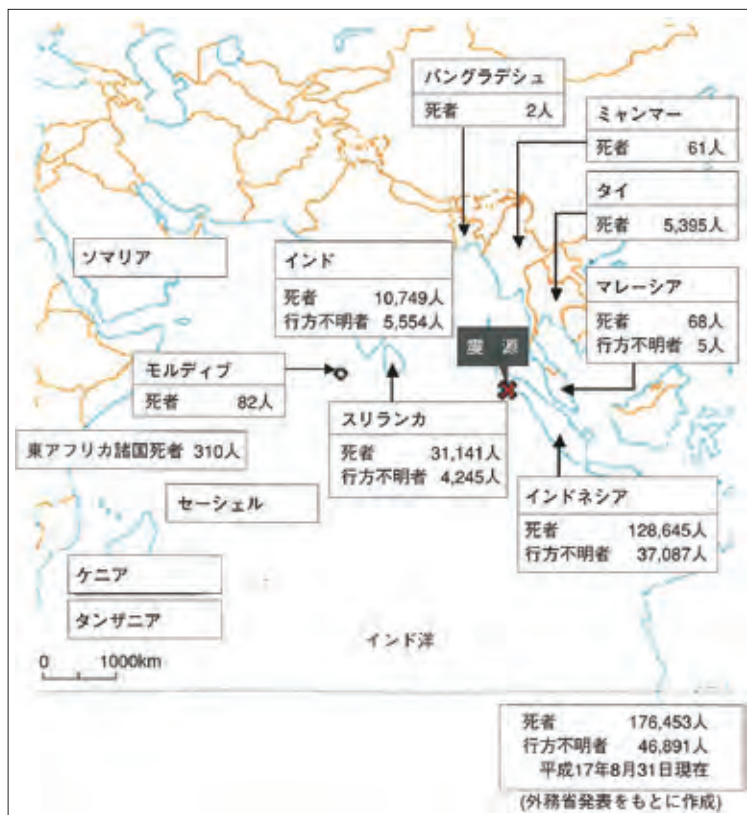 バングラデシュ
死者 2人
ミャンマー
死者 61人
タイ
死者 5,395人
ソマリア
インド
死者 10,749人
行方不明者 5,554人
マレーシア
死者 68人
行方不明者 5人
震 源
モルディブ
死者 82人
スリランカ
死者 31,141人
行方不明者 4,245人
東アフリカ諸国死者 310人
セーシェル
インドネシア
死者 128,645人
行方不明者 37,087人
ケニア
タンザニア
インド洋
0 1000km
死者 176,453人
行方不明者 46,891人
平成17年8月31日現在
(外務省発表をもとに作成)